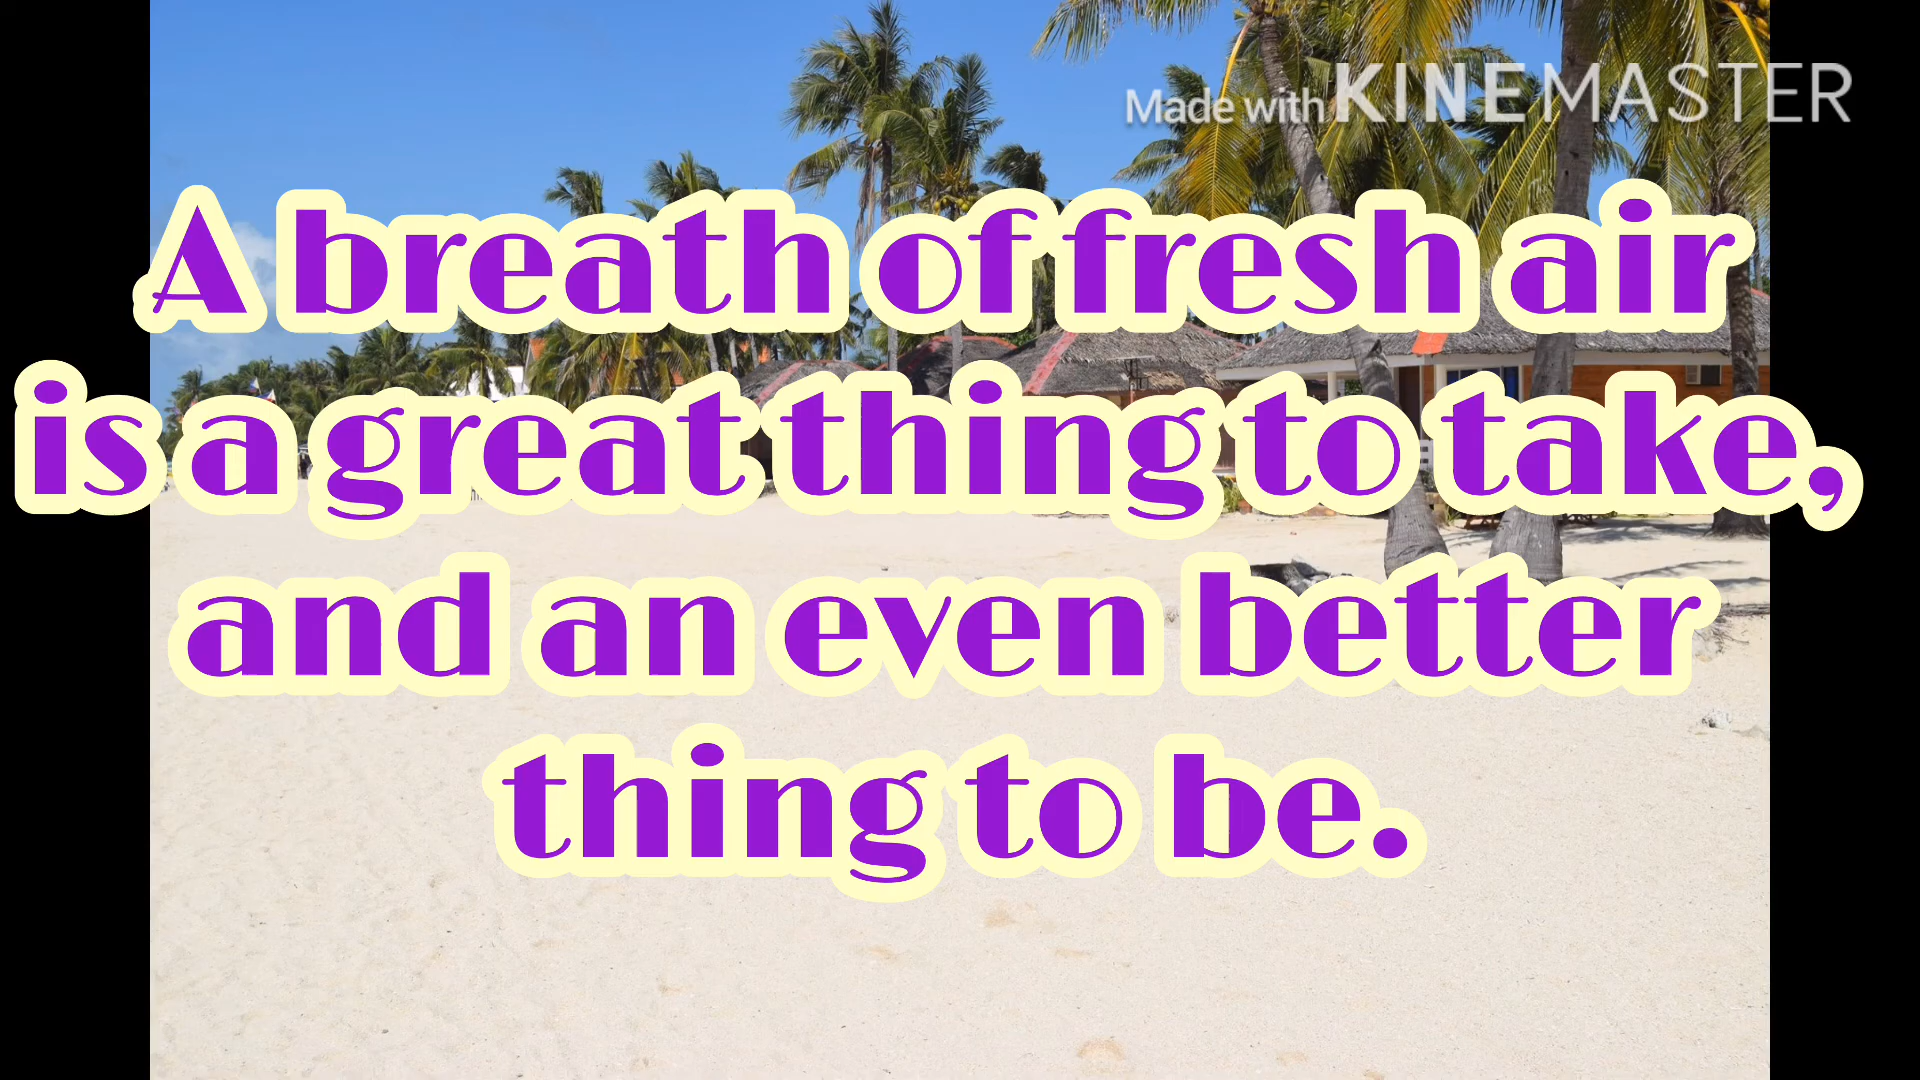 Made with KINEMASTER
A breath of fresh air
is a great thing to take,
and an even better
thing to be.